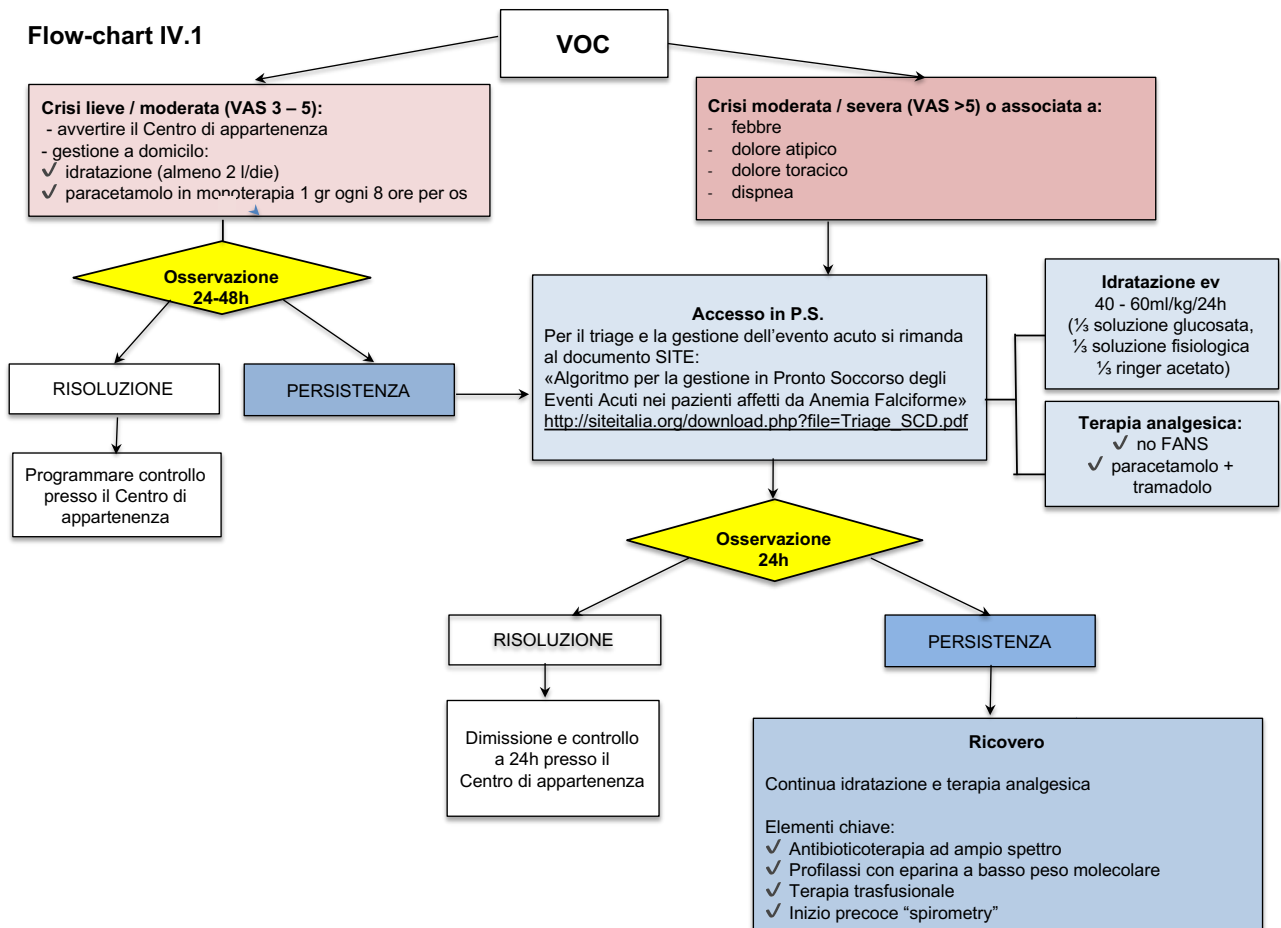 Flow-chart IV.1
VOC
Crisi lieve / moderata (VAS 3 – 5):
- avvertire il Centro di appartenenza
- gestione a domicilo:
✓ idratazione (almeno 2 l/die)
✓ paracetamolo in monoterapia 1 gr ogni 8 ore per os
Crisi moderata / severa (VAS >5) o associata a:
- febbre
- dolore atipico
- dolore toracico
- dispnea
Osservazione
24-48h
RISOLUZIONE
PERSISTENZA
Programmare controllo
presso il Centro di
appartenenza
Accesso in P.S.
Per il triage e la gestione dell’evento acuto si rimanda
al documento SITE:
«Algoritmo per la gestione in Pronto Soccorso degli
Eventi Acuti nei pazienti affetti da Anemia Falciforme»
http://siteitalia.org/download.php?file=Triage_SCD.pdf
Idratazione ev
40 - 60ml/kg/24h
(⅓ soluzione glucosata,
⅓ soluzione fisiologica
⅓ ringer acetato)
Terapia analgesica:
✓ no FANS
✓ paracetamolo +
tramadolo
Osservazione
24h
RISOLUZIONE
PERSISTENZA
Dimissione e controllo
a 24h presso il
Centro di appartenenza
Ricovero
Continua idratazione e terapia analgesica
Elementi chiave:
✓ Antibioticoterapia ad ampio spettro
✓ Profilassi con eparina a basso peso molecolare
✓ Terapia trasfusionale
✓ Inizio precoce “spirometry”